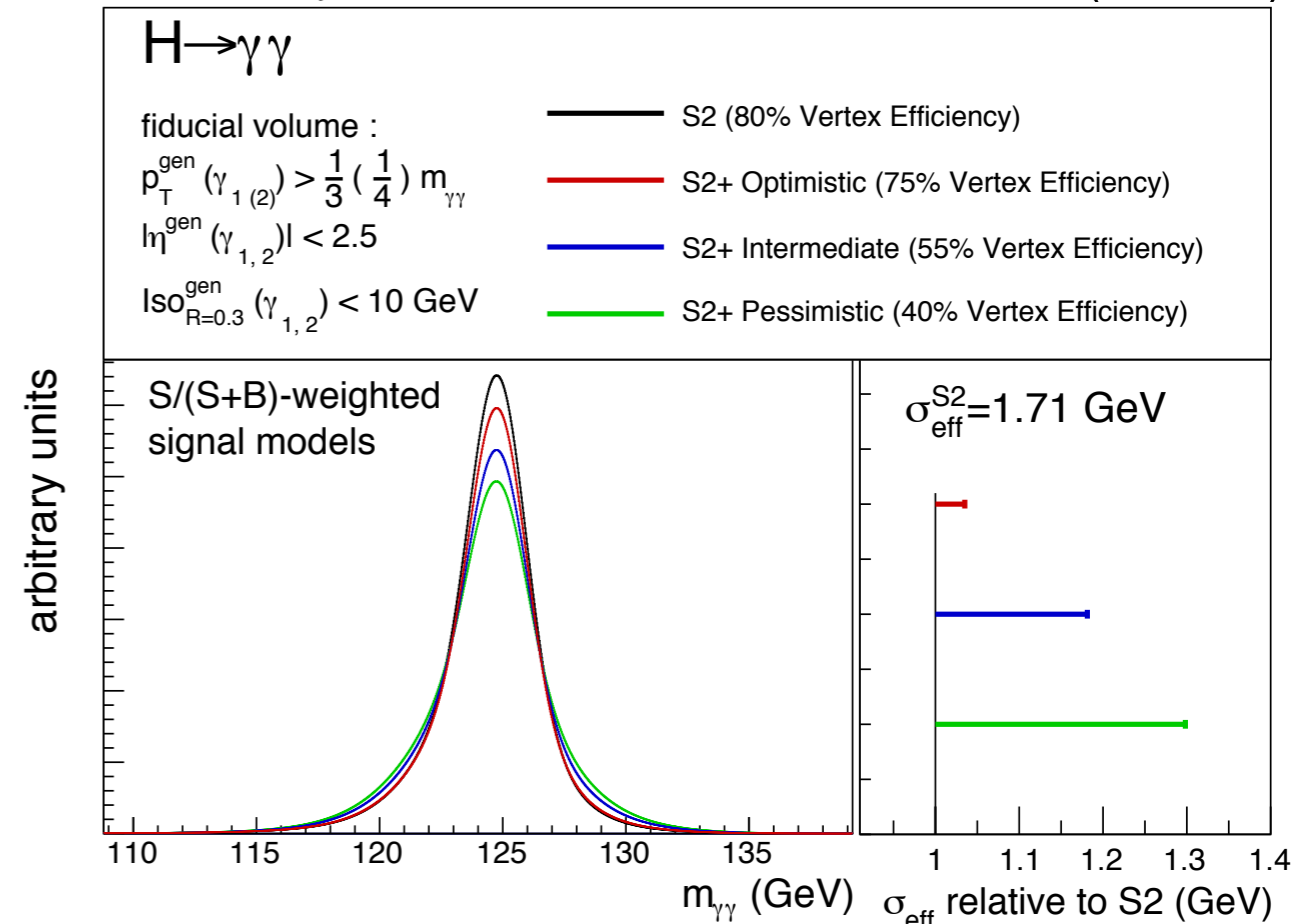 H→γγ
fiducial volume :
p_T^gen (γ_1 (2)) > 1/3 ( 1/4 ) m_γγ
|η^gen (γ_1, 2)| < 2.5
Iso_R=0.3^gen (γ_1, 2) < 10 GeV
S2 (80% Vertex Efficiency)
S2+ Optimistic (75% Vertex Efficiency)
S2+ Intermediate (55% Vertex Efficiency)
S2+ Pessimistic (40% Vertex Efficiency)
arbitrary units
S/(S+B)-weighted
signal models
σ_eff^S2=1.71 GeV
110 115 120 125 130 135
m_γγ (GeV)
1 1.1 1.2 1.3 1.4
σ_eff relative to S2 (GeV)